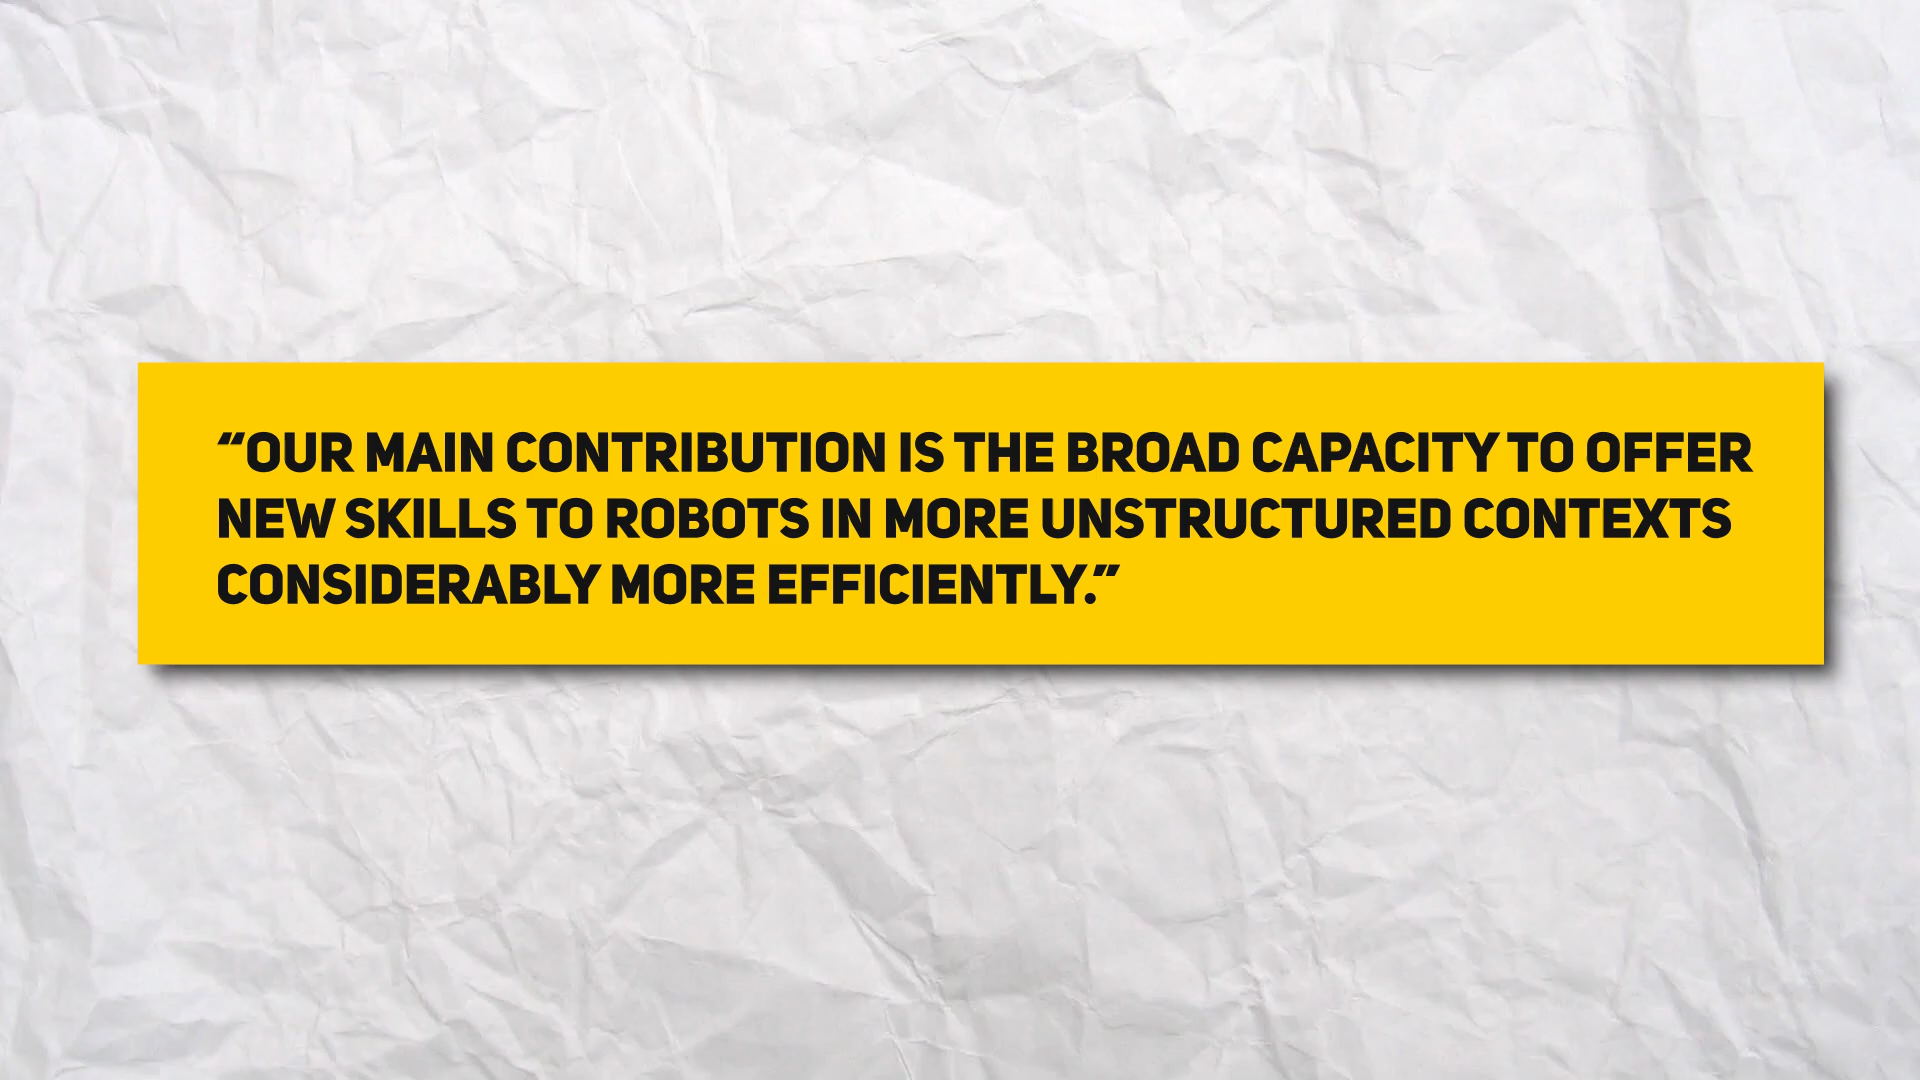 “OUR MAIN CONTRIBUTION IS THE BROAD CAPACITY TO OFFER
NEW SKILLS TO ROBOTS IN MORE UNSTRUCTURED CONTEXTS
CONSIDERABLY MORE EFFICIENTLY.”